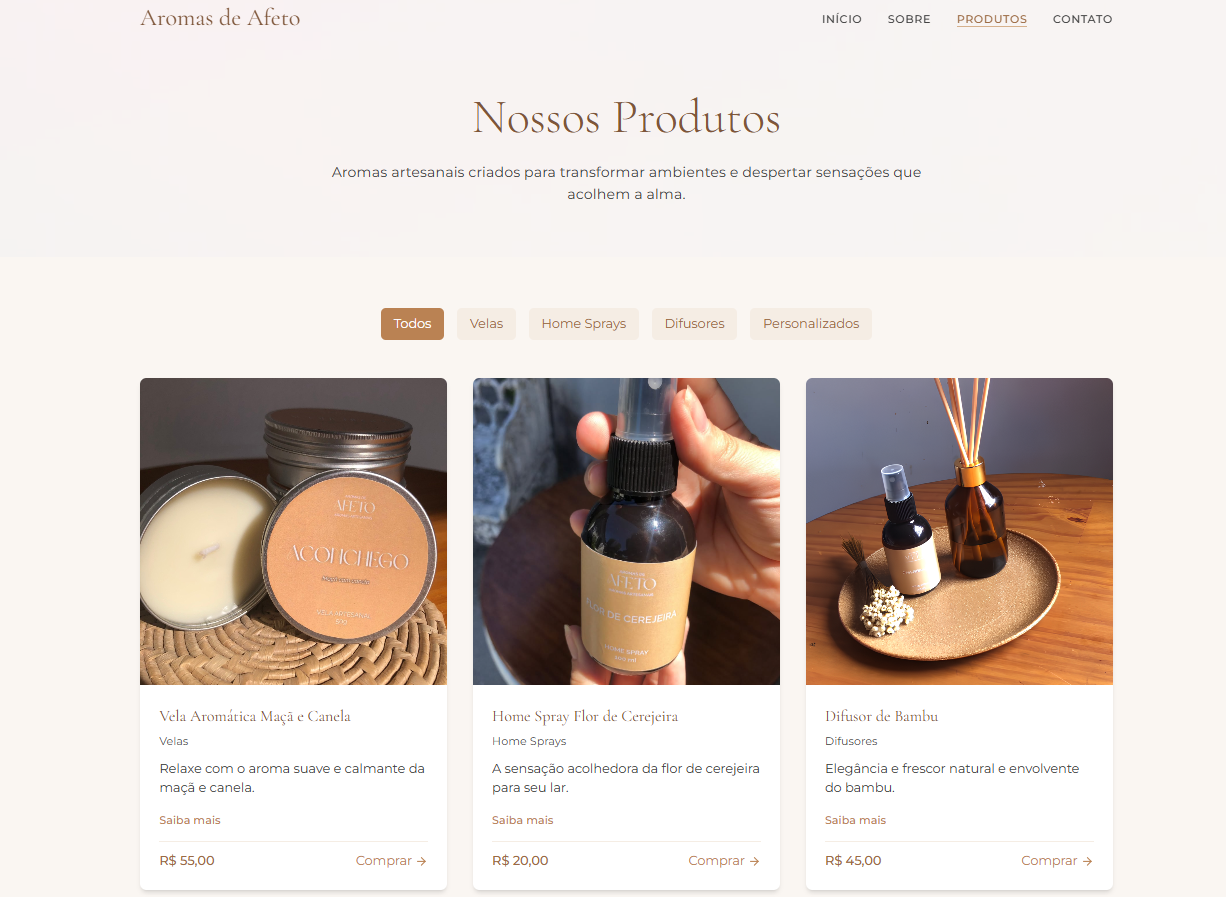 Aromas de Afeto
INÍCIO SOBRE PRODUTOS CONTATO
Nossos Produtos
Aromas artesanais criados para transformar ambientes e despertar sensações que
acolhem a alma.
Todos Velas Home Sprays Difusores Personalizados
AFETO
ACONCHEGO
AFETO
FLOR DE CEREJEIRA
HOME SPRAY
Vela Aromática Maçã e Canela
Velas
Relaxe com o aroma suave e calmante da
maçã e canela.
Saiba mais
R$ 55,00 Comprar →
Home Spray Flor de Cerejeira
Home Sprays
A sensação acolhedora da flor de cerejeira
para seu lar.
Saiba mais
R$ 20,00 Comprar →
Difusor de Bambu
Difusores
Elegância e frescor natural e envolvente
do bambu.
Saiba mais
R$ 45,00 Comprar →